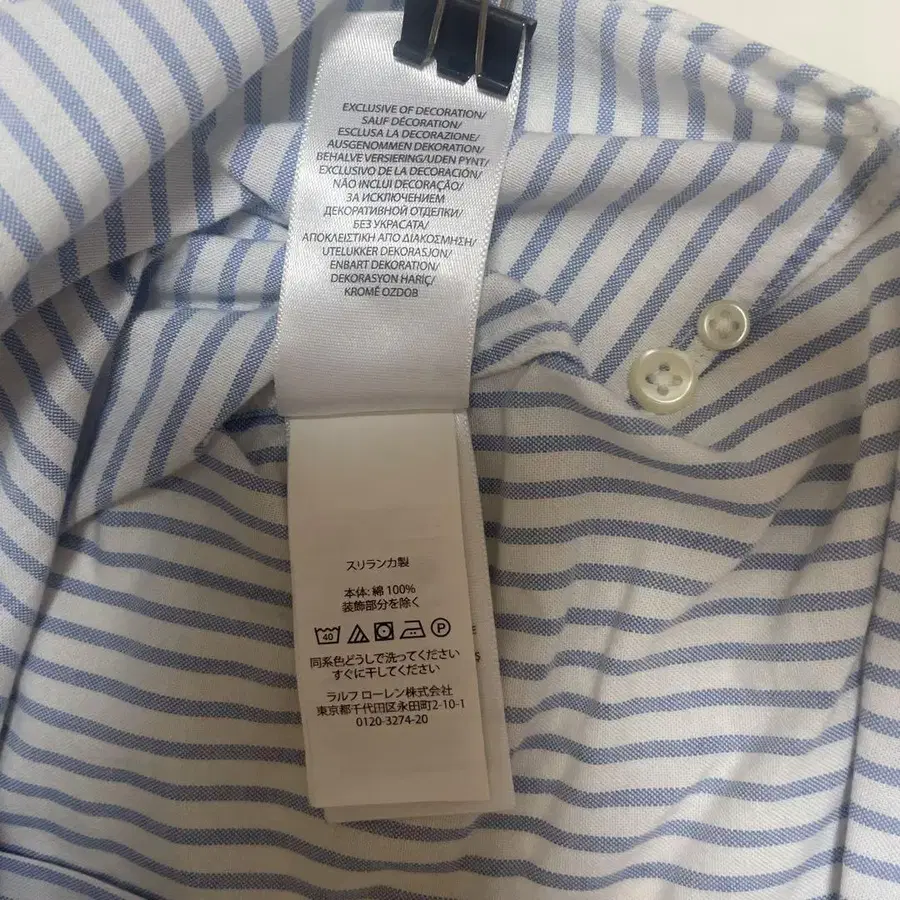 EXCLUSIVE OF DECORATION/
SAUF DÉCORATION/
ESCLUSA LA DECORAZIONE/
AUSGENOMMEN DEKORATION/
BEHALVE VERSIERING/UDEN PYNT/
EXCLUSIVO DE LA DECORACIÓN/
NÃO INCLUI DECORAÇÃO/
ЗА ИСКЛЮЧЕНИЕМ
ДЕКОРАТИВНОЙ ОТДЕЛКИ/
БЕЗ УКРАСАТА/
ΑΠΟΚΛΕΙΣΤΙΚΗ ΑΠΟ ΔΙΑΚΟΣΜΗΣΗ/
UTELUKKER DEKORASJON/
ENBART DEKORATION/
DEKORASYON HARİÇ/
KROMĚ OZDOB
スリランカ製
本体: 綿 100%
装飾部分を除く
40 P
同系色どうしで洗ってください
すぐに干してください
ラルフ ローレン株式会社
東京都千代田区永田町2-10-1
0120-3274-20